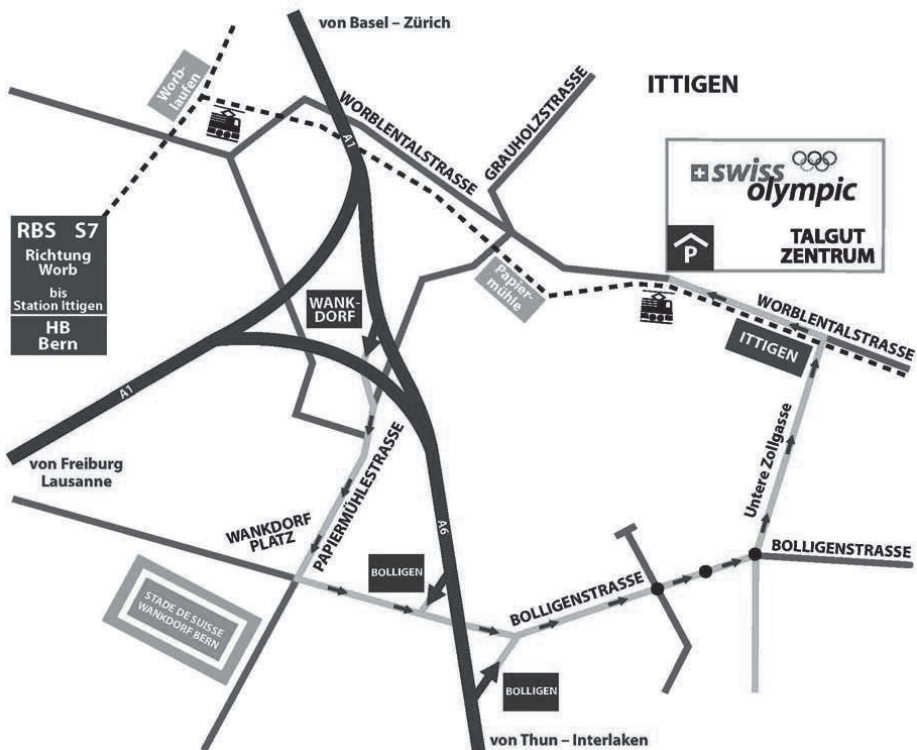 von Basel – Zürich
Worb-
laufen
A1
WORBLENTALSTRASSE
GRAUHOLZSTRASSE
ITTIGEN
swiss
olympic
P
TALGUT
ZENTRUM
RBS S7
Richtung
Worb
bis
Station Ittigen
HB
Bern
WANK-
DORF
Papier-
mühle
WORBLENTALSTRASSE
ITTIGEN
A1
von Freiburg
Lausanne
PAPIERMÜHLESTRASSE
A6
Untere Zollgasse
WANKDORF
PLATZ
BOLLIGEN
BOLLIGENSTRASSE
BOLLIGENSTRASSE
STADE DE SUISSE
WANKDORF BERN
BOLLIGEN
von Thun – Interlaken